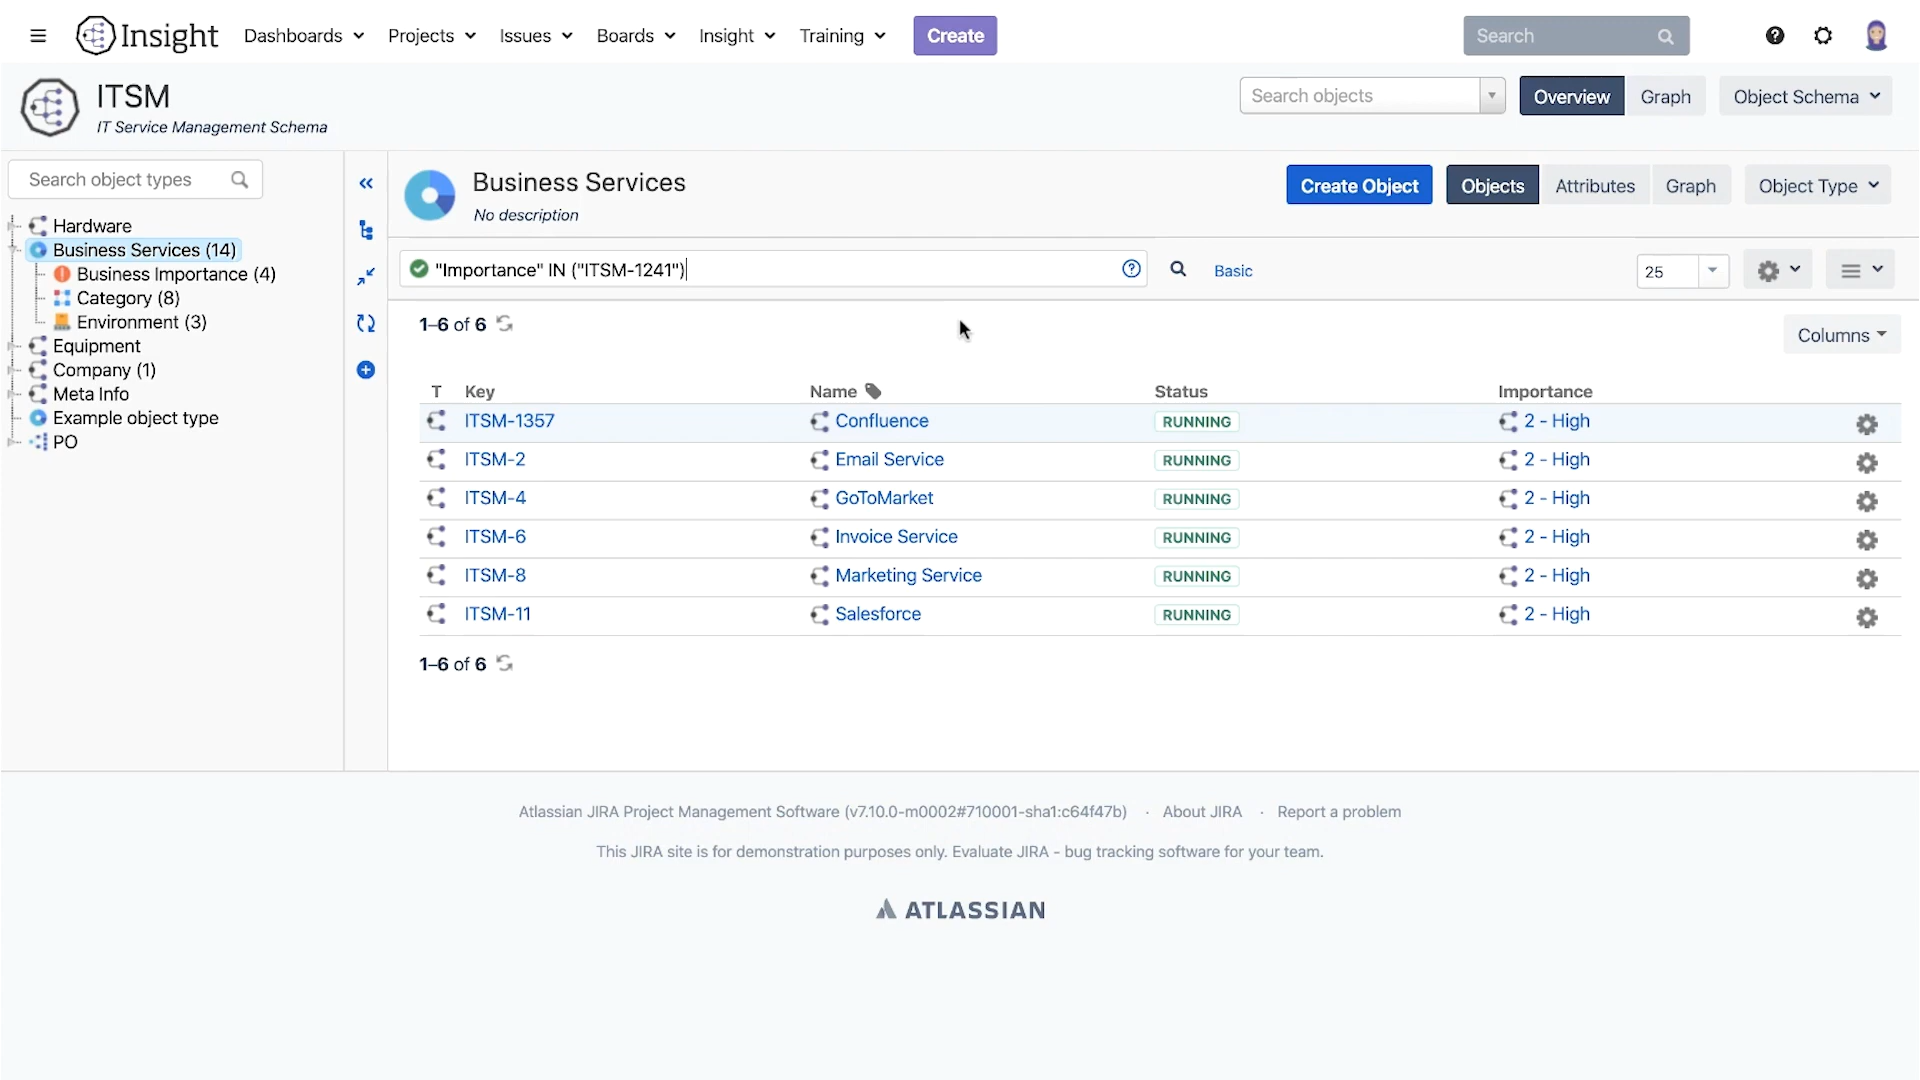 Insight Dashboards Projects Issues Boards Insight Training Create Search
ITSM
IT Service Management Schema
Search objects Overview Graph Object Schema
Search object types
Hardware
Business Services (14)
Business Importance (4)
Category (8)
Environment (3)
Equipment
Company (1)
Meta Info
Example object type
PO
Business Services
No description
Create Object Objects Attributes Graph Object Type
"Importance" IN ("ITSM-1241") Basic 25
1–6 of 6
Columns
T Key Name Status Importance
ITSM-1357 Confluence RUNNING 2 - High
ITSM-2 Email Service RUNNING 2 - High
ITSM-4 GoToMarket RUNNING 2 - High
ITSM-6 Invoice Service RUNNING 2 - High
ITSM-8 Marketing Service RUNNING 2 - High
ITSM-11 Salesforce RUNNING 2 - High
1–6 of 6
Atlassian JIRA Project Management Software (v7.10.0-m0002#710001-sha1:c64f47b) · About JIRA · Report a problem
This JIRA site is for demonstration purposes only. Evaluate JIRA - bug tracking software for your team.
ATLASSIAN